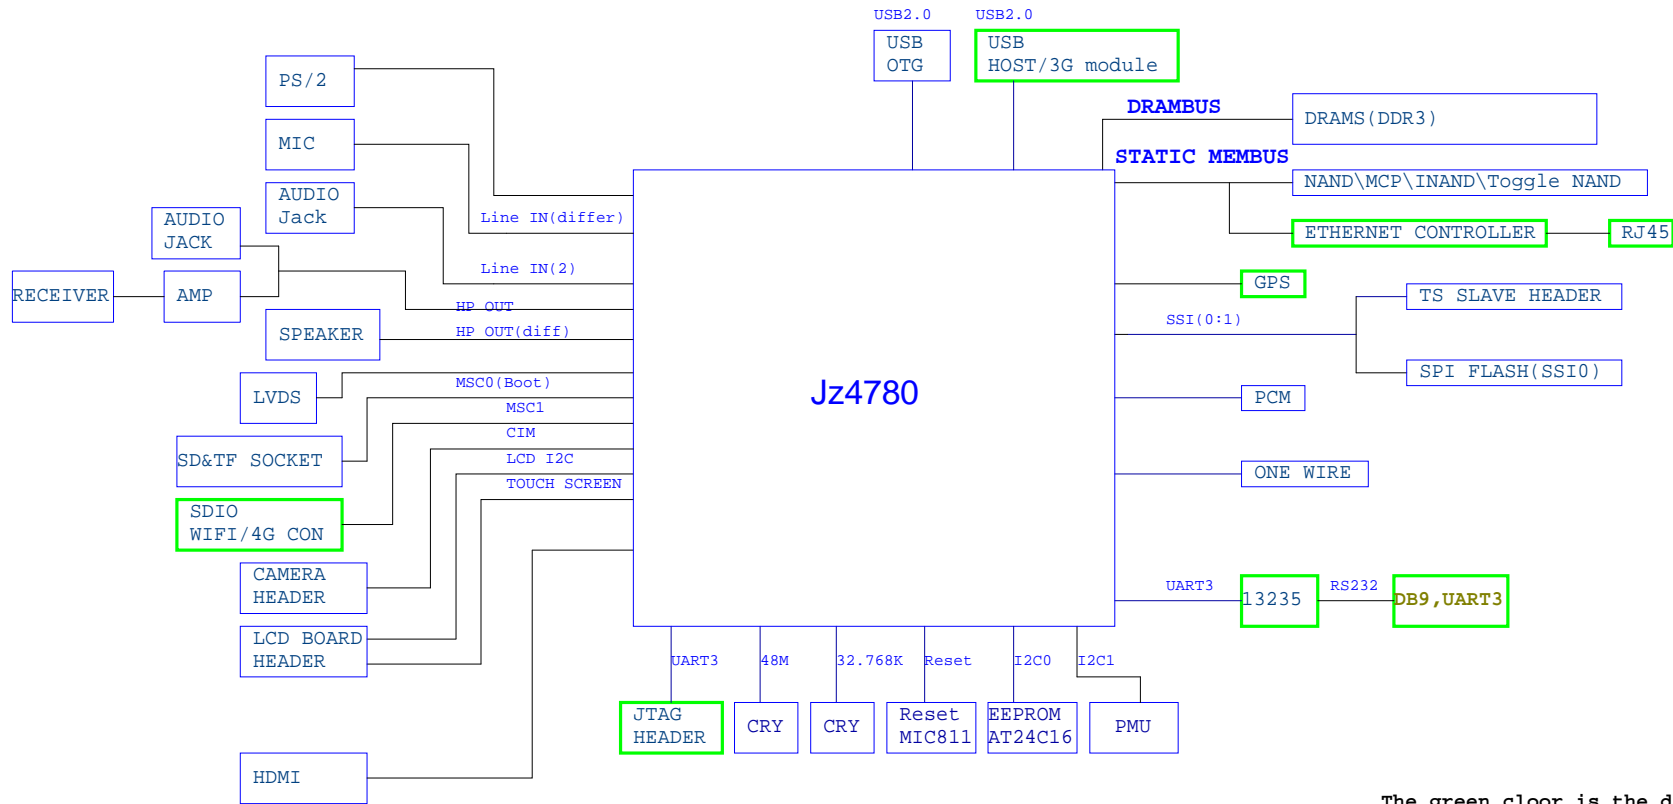 USB2.0
USB2.0
USB
OTG
USB
HOST/3G module
PS/2
DRAMBUS
DRAMS(DDR3)
MIC
STATIC MEMBUS
NAND\MCP\INAND\Toggle NAND
AUDIO
Jack
Line IN(differ)
AUDIO
JACK
ETHERNET CONTROLLER
RJ45
Line IN(2)
GPS
RECEIVER
AMP
HP OUT
TS SLAVE HEADER
SPEAKER
HP OUT(diff)
SSI(0:1)
SPI FLASH(SSI0)
LVDS
MSC0(Boot)
Jz4780
PCM
MSC1
CIM
SD&TF SOCKET
LCD I2C
ONE WIRE
TOUCH SCREEN
SDIO
WIFI/4G CON
CAMERA
HEADER
UART3
13235
RS232
DB9,UART3
LCD BOARD
HEADER
UART3
48M
32.768K
Reset
I2C0
I2C1
JTAG
HEADER
CRY
CRY
Reset
MIC811
EEPROM
AT24C16
PMU
HDMI
The green cloor is the d